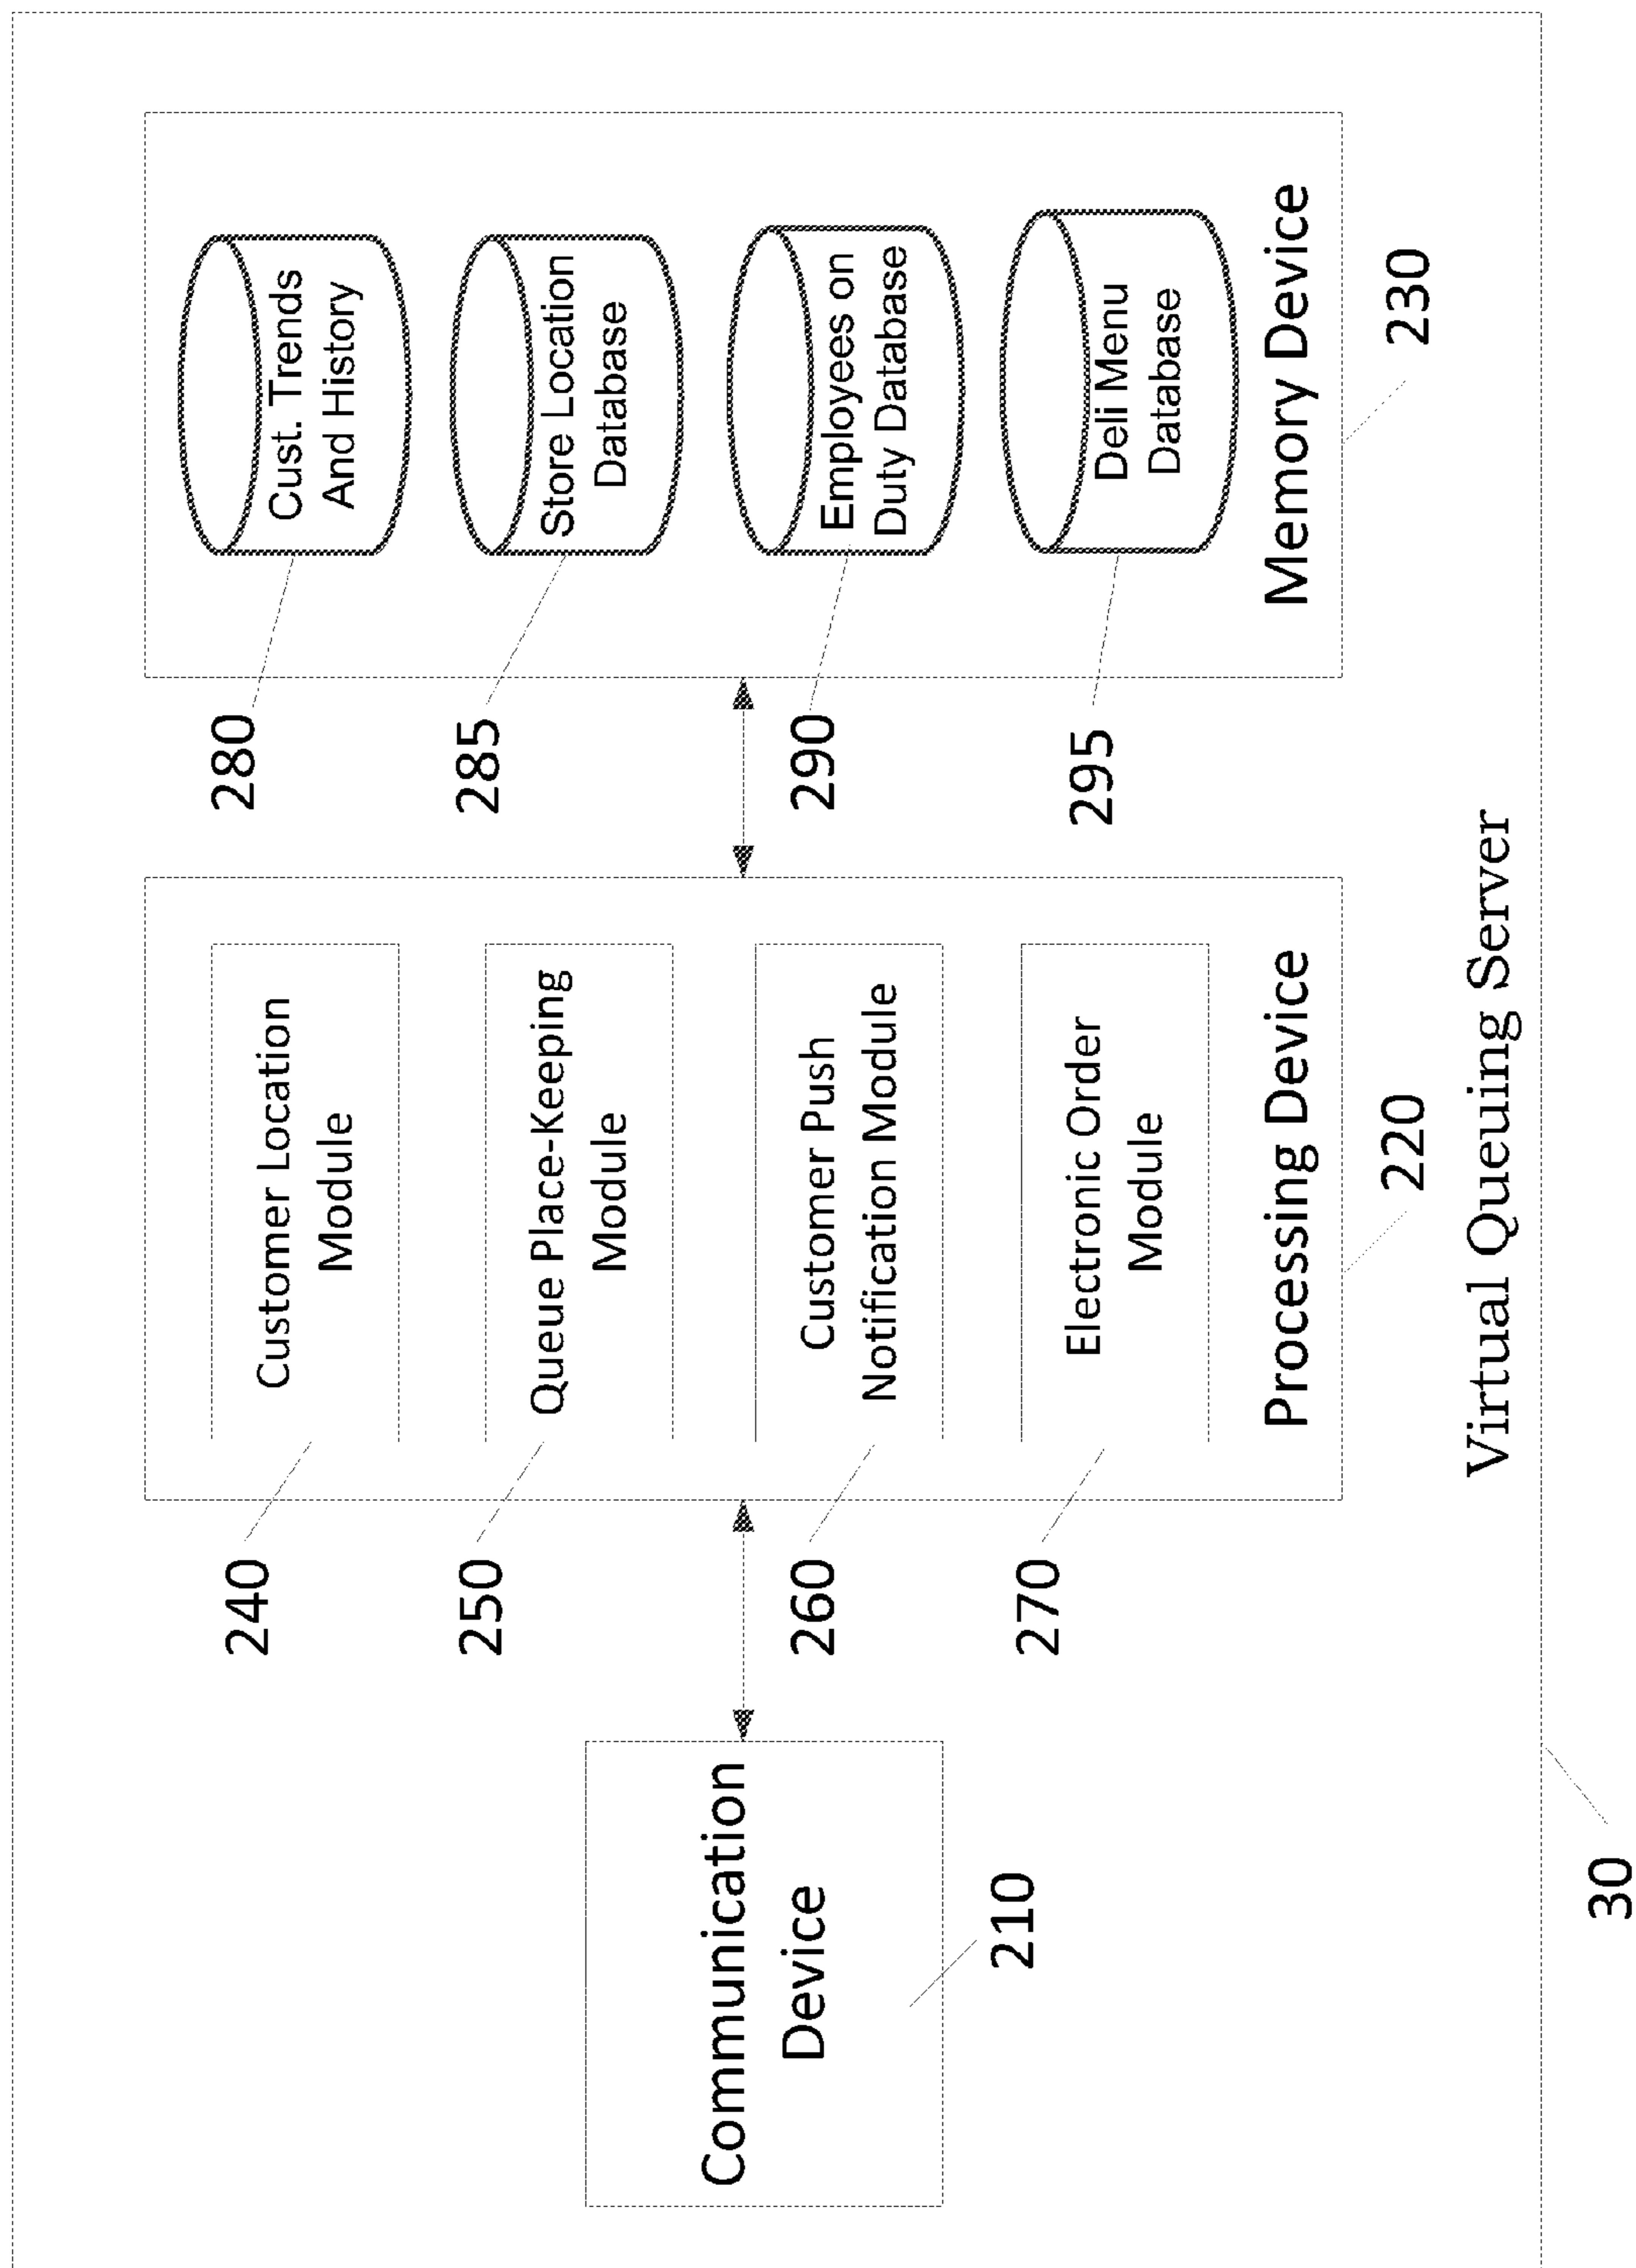 Communication
Device
210
240
Customer Location
Module
250
Queue Place-Keeping
Module
260
Customer Push
Notification Module
270
Electronic Order
Module
Processing Device
220
280
Cust. Trends
And History
285
Store Location
Database
290
Employees on
Duty Database
295
Deli Menu
Database
Memory Device
230
Virtual Queuing Server
30